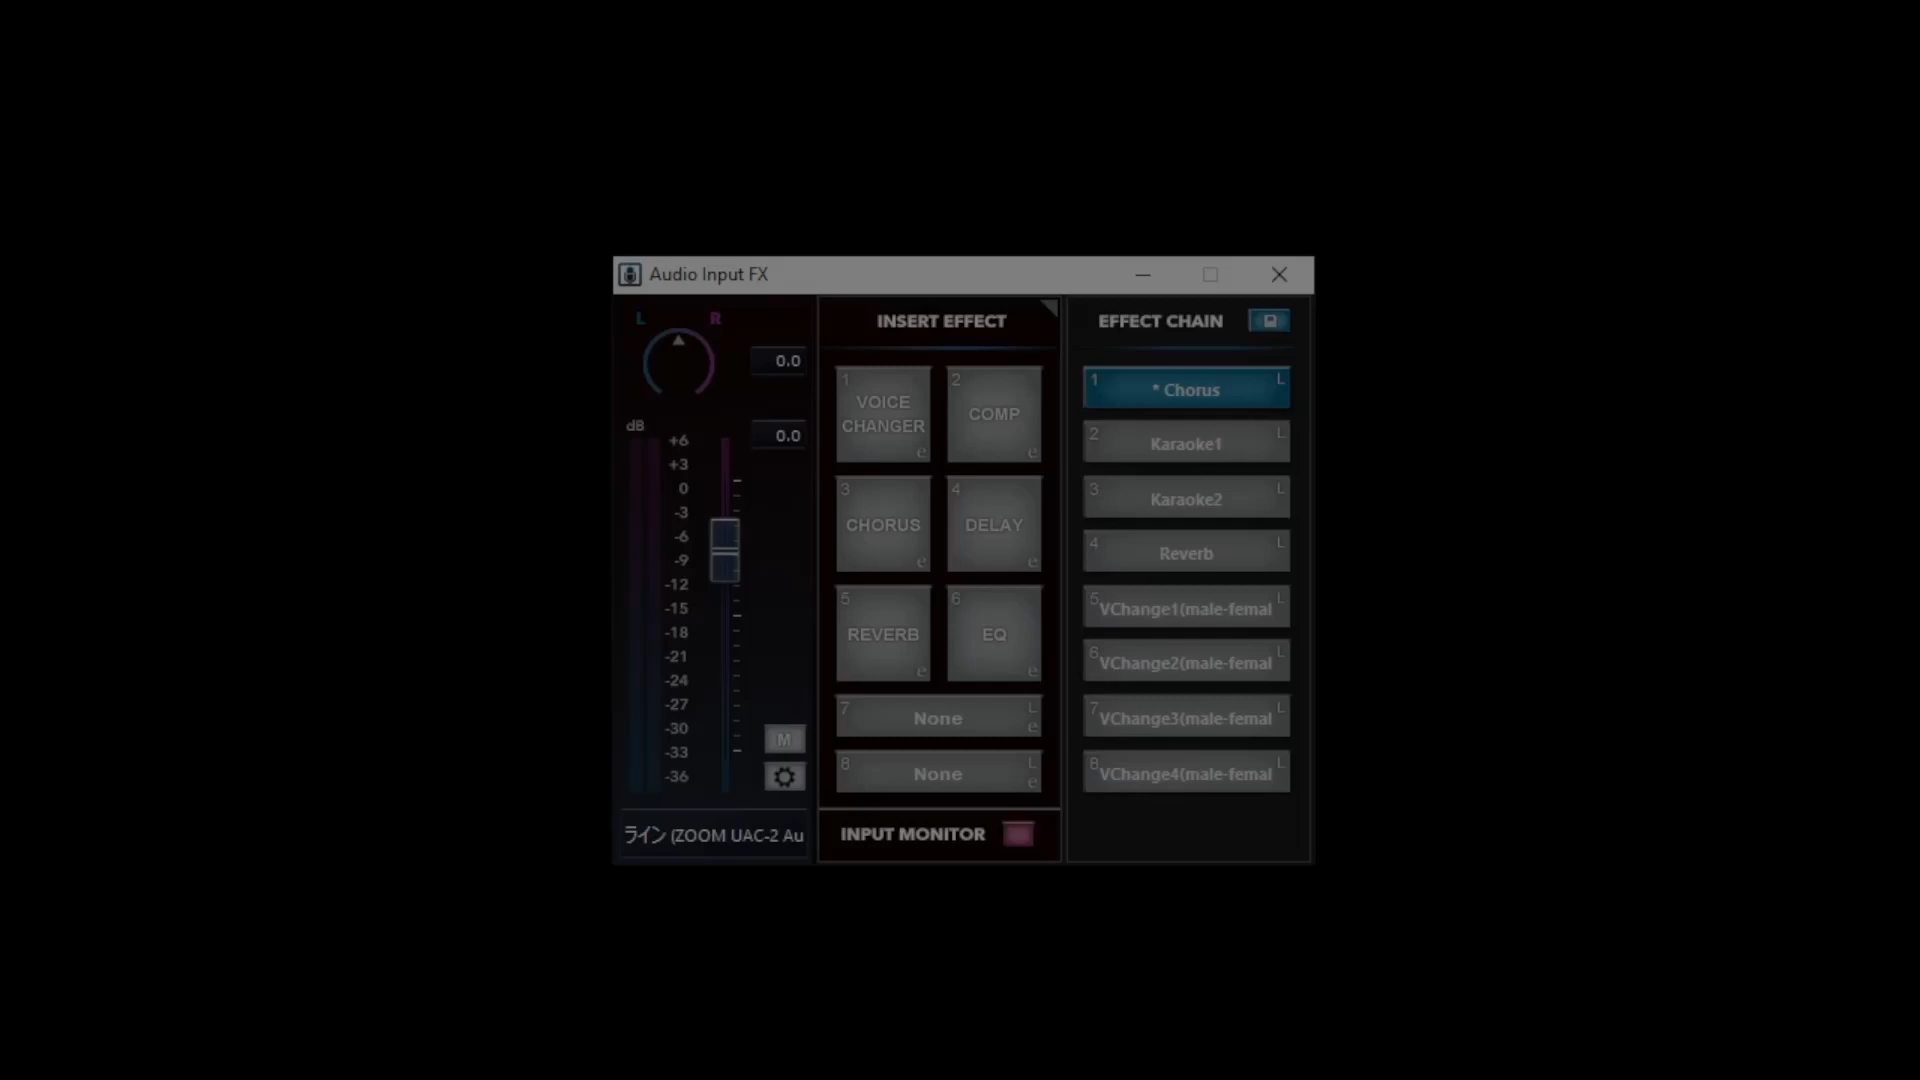 Audio Input FX
L R
0.0
dB
0.0
+6
+3
0
-3
-6
-9
-12
-15
-18
-21
-24
-27
-30
-33
-36
M
ライン (ZOOM UAC-2 Au
INSERT EFFECT
1 VOICE CHANGER e
2 COMP e
3 CHORUS e
4 DELAY e
5 REVERB e
6 EQ e
7 None L e
8 None L e
INPUT MONITOR
EFFECT CHAIN
1 * Chorus L
2 Karaoke1 L
3 Karaoke2 L
4 Reverb L
5 VChange1(male-femal L
6 VChange2(male-femal L
7 VChange3(male-femal L
8 VChange4(male-femal L